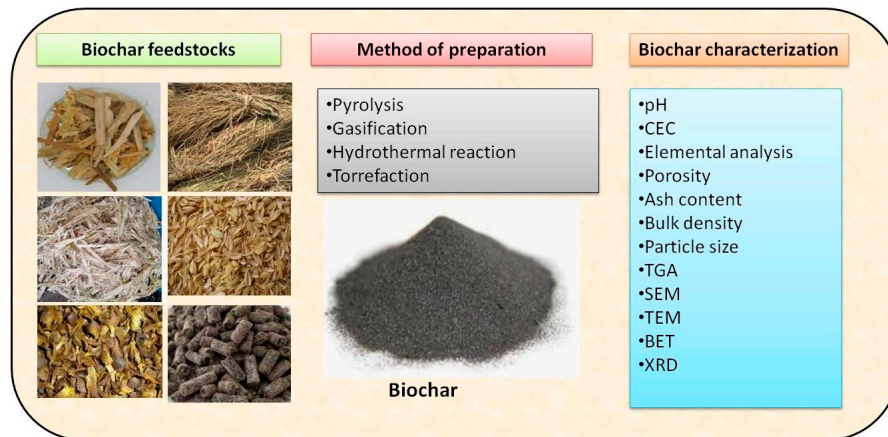 Biochar feedstocks
Method of preparation
•Pyrolysis
•Gasification
•Hydrothermal reaction
•Torrefaction
Biochar
Biochar characterization
•pH
•CEC
•Elemental analysis
•Porosity
•Ash content
•Bulk density
•Particle size
•TGA
•SEM
•TEM
•BET
•XRD